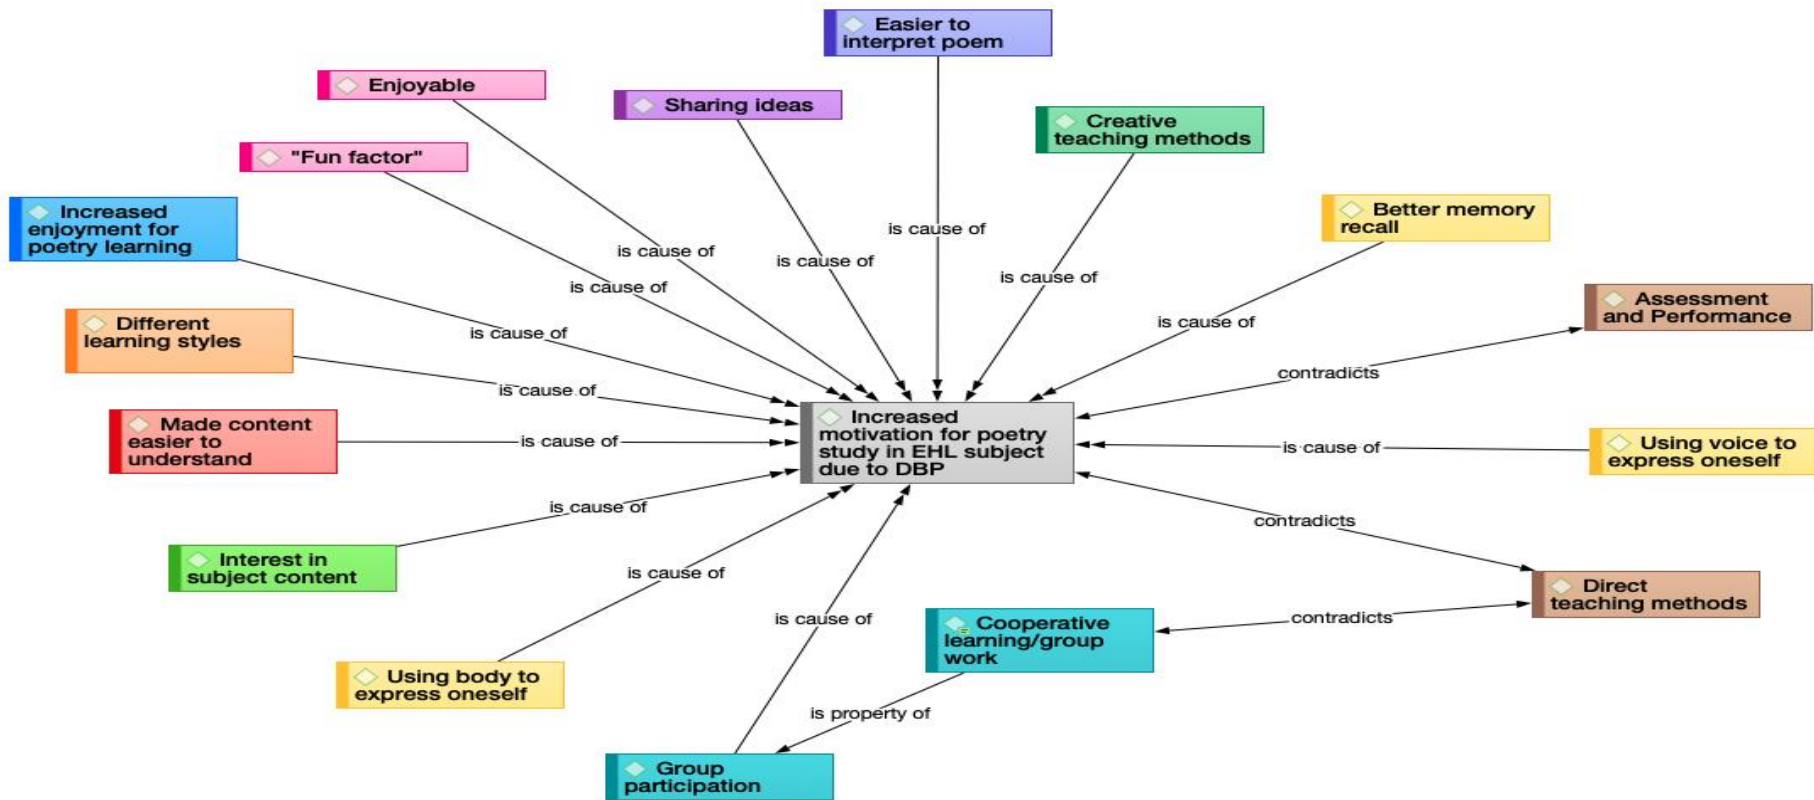 Easier to
interpret poem
Enjoyable
Sharing ideas
Creative
teaching methods
"Fun factor"
Increased
enjoyment for
poetry learning
Better memory
recall
is cause of
is cause of
is cause of
is cause of
is cause of
Assessment
and Performance
Different
learning styles
is cause of
is cause of
contradicts
is cause of
Made content
easier to
understand
is cause of
Increased
motivation for poetry
study in EHL subject
due to DBP
is cause of
Using voice to
express oneself
is cause of
contradicts
Interest in
subject content
is cause of
Direct
teaching methods
is cause of
Cooperative
learning/group
work
contradicts
Using body to
express oneself
is property of
Group
participation